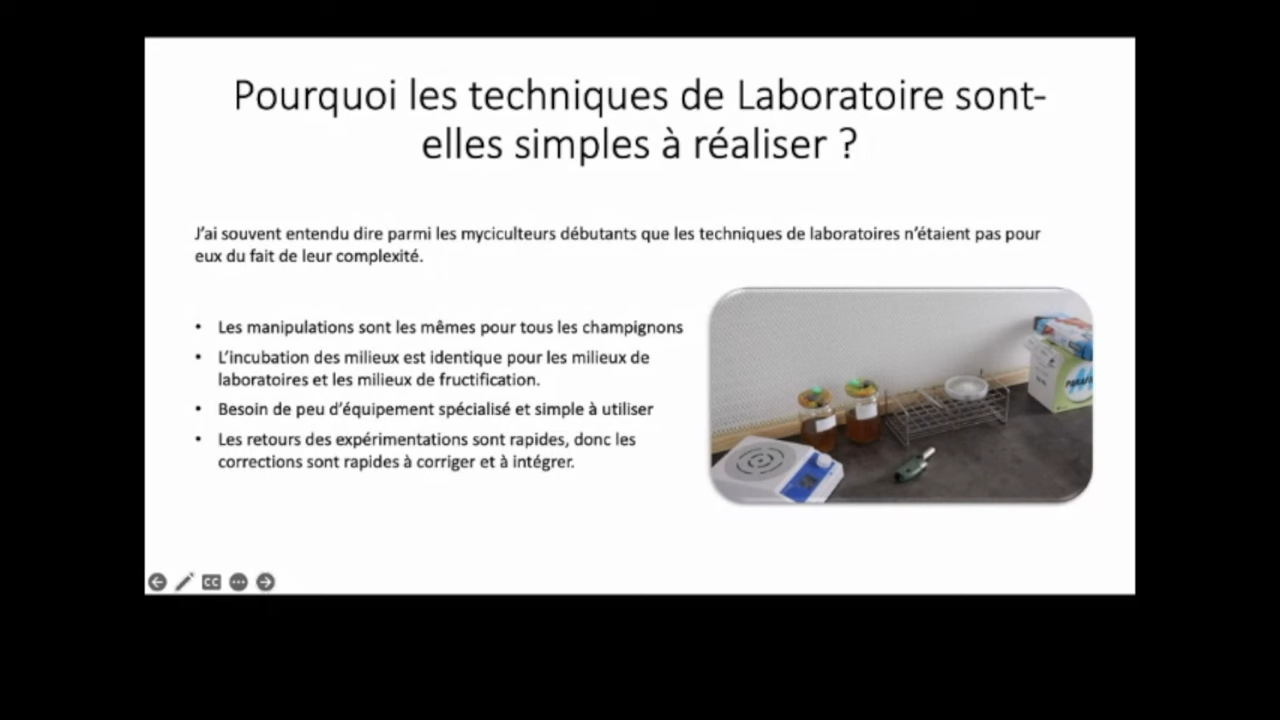 Pourquoi les techniques de Laboratoire sont-
elles simples à réaliser ?
J'ai souvent entendu dire parmi les myciculteurs débutants que les techniques de laboratoires n'étaient pas pour
eux du fait de leur complexité.
• Les manipulations sont les mêmes pour tous les champignons
• L'incubation des milieux est identique pour les milieux de
laboratoires et les milieux de fructification.
• Besoin de peu d'équipement spécialisé et simple à utiliser
• Les retours des expérimentations sont rapides, donc les
corrections sont rapides à corriger et à intégrer.
CC